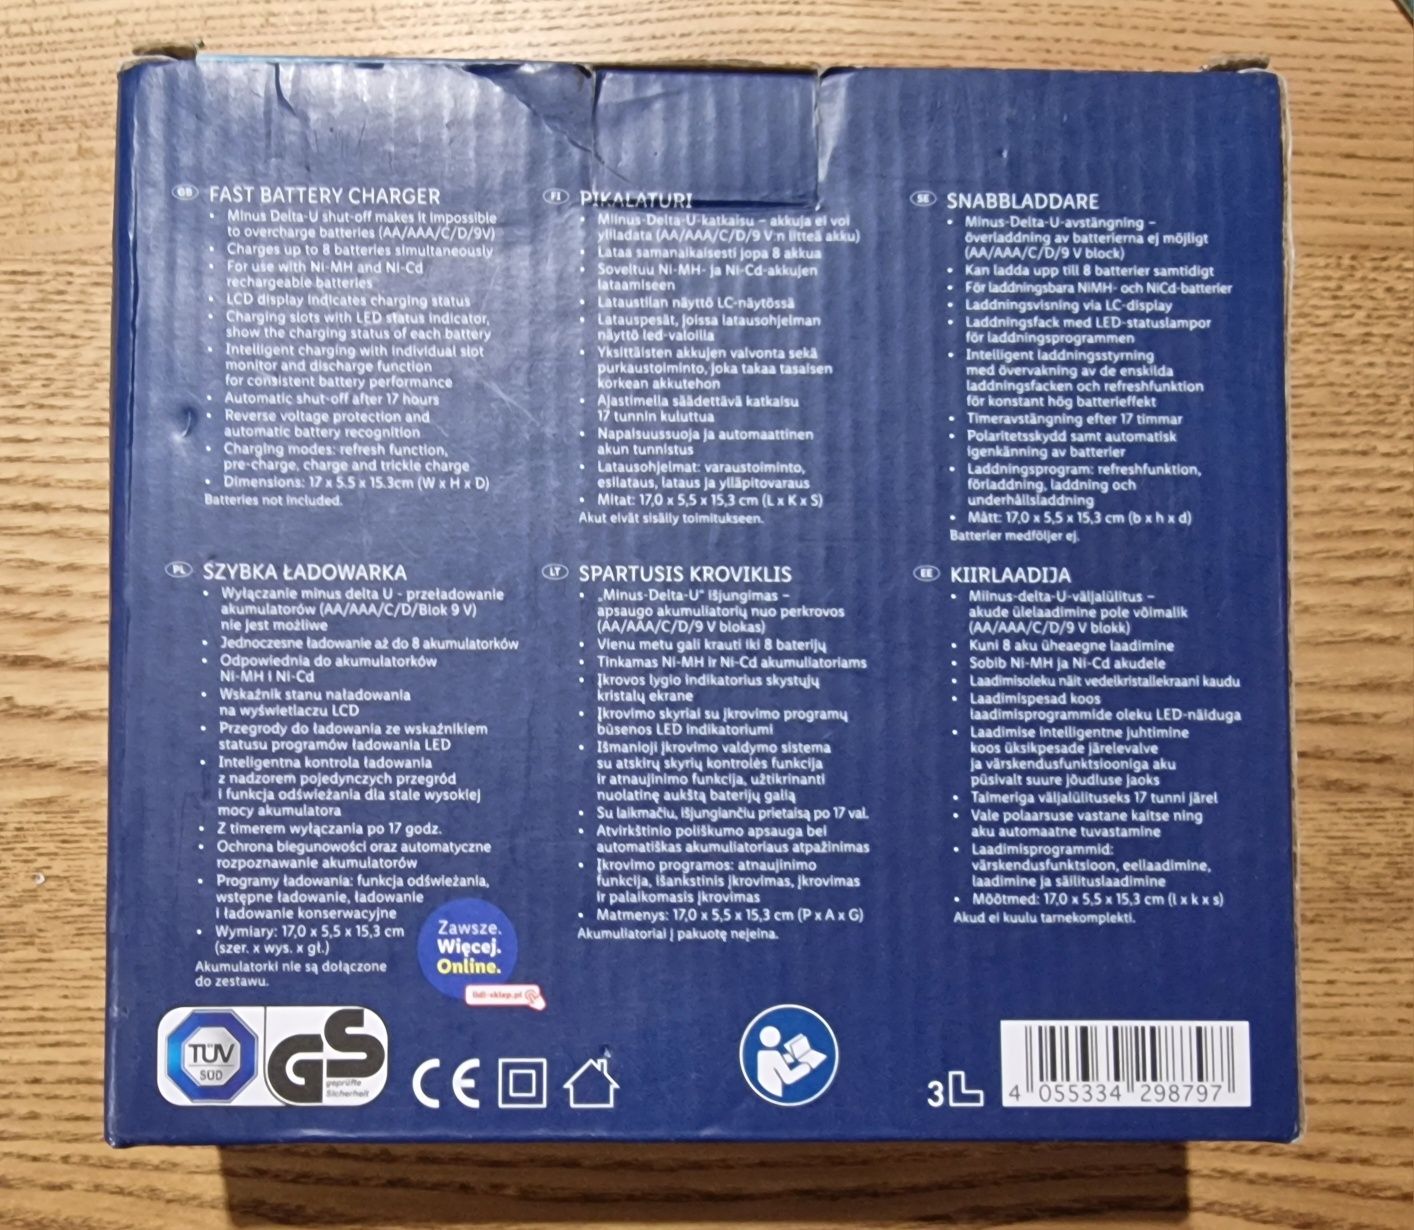 GB FAST BATTERY CHARGER
• Minus Delta-U shut-off makes it impossible
to overcharge batteries (AA/AAA/C/D/9V)
• Charges up to 8 batteries simultaneously
• For use with Ni-MH and Ni-Cd
rechargeable batteries
• LCD display indicates charging status
• Charging slots with LED status indicator,
show the charging status of each battery
• Intelligent charging with individual slot
monitor and discharge function
for consistent battery performance
• Automatic shut-off after 17 hours
• Reverse voltage protection and
automatic battery recognition
• Charging modes: refresh function,
pre-charge, charge and trickle charge
• Dimensions: 17 x 5.5 x 15.3cm (W x H x D)
Batteries not included.
FI PIKALATURI
• Miinus-Delta-U-katkaisu – akkuja ei voi
yliladata (AA/AAA/C/D/9 V:n litteä akku)
• Lataa samanaikaisesti jopa 8 akkua
• Soveltuu Ni-MH- ja Ni-Cd-akkujen
lataamiseen
• Lataustilan näyttö LC-näytössä
• Latauspesät, joissa latausohjelman
näyttö led-valoilla
• Yksittäisten akkujen valvonta sekä
purkaustoiminto, joka takaa tasaisen
korkean akkutehon
• Ajastimella säädettävä katkaisu
17 tunnin kuluttua
• Napaisuussuoja ja automaattinen
akun tunnistus
• Latausohjelmat: varaustoiminto,
esilataus, lataus ja ylläpitovaraus
• Mitat: 17,0 x 5,5 x 15,3 cm (L x K x S)
Akut eivät sisälly toimitukseen.
SE SNABBLADDARE
• Minus-Delta-U-avstängning –
överladdning av batterierna ej möjligt
(AA/AAA/C/D/9 V block)
• Kan ladda upp till 8 batterier samtidigt
• För laddningsbara NiMH- och NiCd-batterier
• Laddningsvisning via LC-display
• Laddningsfack med LED-statuslampor
för laddningsprogrammen
• Intelligent laddningsstyrning
med övervakning av de enskilda
laddningsfacken och refreshfunktion
för konstant hög batterieffekt
• Timeravstängning efter 17 timmar
• Polaritetsskydd samt automatisk
igenkänning av batterier
• Laddningsprogram: refreshfunktion,
förladdning, laddning och
underhållsladdning
• Mått: 17,0 x 5,5 x 15,3 cm (b x h x d)
Batterier medföljer ej.
PL SZYBKA ŁADOWARKA
• Wyłączanie minus delta U - przeładowanie
akumulatorów (AA/AAA/C/D/Blok 9 V)
nie jest możliwe
• Jednoczesne ładowanie aż do 8 akumulatorków
• Odpowiednia do akumulatorków
Ni-MH i Ni-Cd
• Wskaźnik stanu naładowania
na wyświetlaczu LCD
• Przegrody do ładowania ze wskaźnikiem
statusu programów ładowania LED
• Inteligentna kontrola ładowania
z nadzorem pojedynczych przegród
i funkcja odświeżania dla stale wysokiej
mocy akumulatora
• Z timerem wyłączania po 17 godz.
• Ochrona biegunowości oraz automatyczne
rozpoznawanie akumulatorów
• Programy ładowania: funkcja odświeżania,
wstępne ładowanie, ładowanie
i ładowanie konserwacyjne
• Wymiary: 17,0 x 5,5 x 15,3 cm
(szer. x wys. x gł.)
Akumulatorki nie są dołączone
do zestawu.
Zawsze.
Więcej.
Online.
lidl-sklep.pl
LT SPARTUSIS KROVIKLIS
• „Minus-Delta-U“ išjungimas –
apsaugo akumuliatorių nuo perkrovos
(AA/AAA/C/D/9 V blokas)
• Vienu metu gali krauti iki 8 baterijų
• Tinkamas Ni-MH ir Ni-Cd akumuliatoriams
• Įkrovos lygio indikatorius skystųjų
kristalų ekrane
• Įkrovimo skyriai su įkrovimo programų
būsenos LED indikatoriumi
• Išmanioji įkrovimo valdymo sistema
su atskirų skyrių kontrolės funkcija
ir atnaujinimo funkcija, užtikrinanti
nuolatinę aukštą baterijų galią
• Su laikmačiu, išjungiančiu prietaisą po 17 val.
• Atvirkštinio poliškumo apsauga bei
automatiškas akumuliatoriaus atpažinimas
• Įkrovimo programos: atnaujinimo
funkcija, išankstinis įkrovimas, įkrovimas
ir palaikomasis įkrovimas
• Matmenys: 17,0 x 5,5 x 15,3 cm (P x A x G)
Akumuliatoriai į pakuotę neįeina.
EE KIIRLAADIJA
• Miinus-delta-U-väljalülitus –
akude ülelaadimine pole võimalik
(AA/AAA/C/D/9 V blokk)
• Kuni 8 aku üheaegne laadimine
• Sobib Ni-MH ja Ni-Cd akudele
• Laadimisoleku näit vedelkristallekraani kaudu
• Laadimispesad koos
laadimisprogrammide oleku LED-näiduga
• Laadimise intelligentne juhtimine
koos üksikpesade järelevalve
ja värskendusfunktsiooniga aku
püsivalt suure jõudluse jaoks
• Taimeriga väljalülituseks 17 tunni järel
• Vale polaarsuse vastane kaitse ning
aku automaatne tuvastamine
• Laadimisprogrammid:
värskendusfunktsioon, eellaadimine,
laadimine ja säilituslaadimine
• Mõõtmed: 17,0 x 5,5 x 15,3 cm (l x k x s)
Akud ei kuulu tarnekomplekti.
TÜV
SÜD
GS
geprüfte
Sicherheit
CE
3L
4 055334 298797